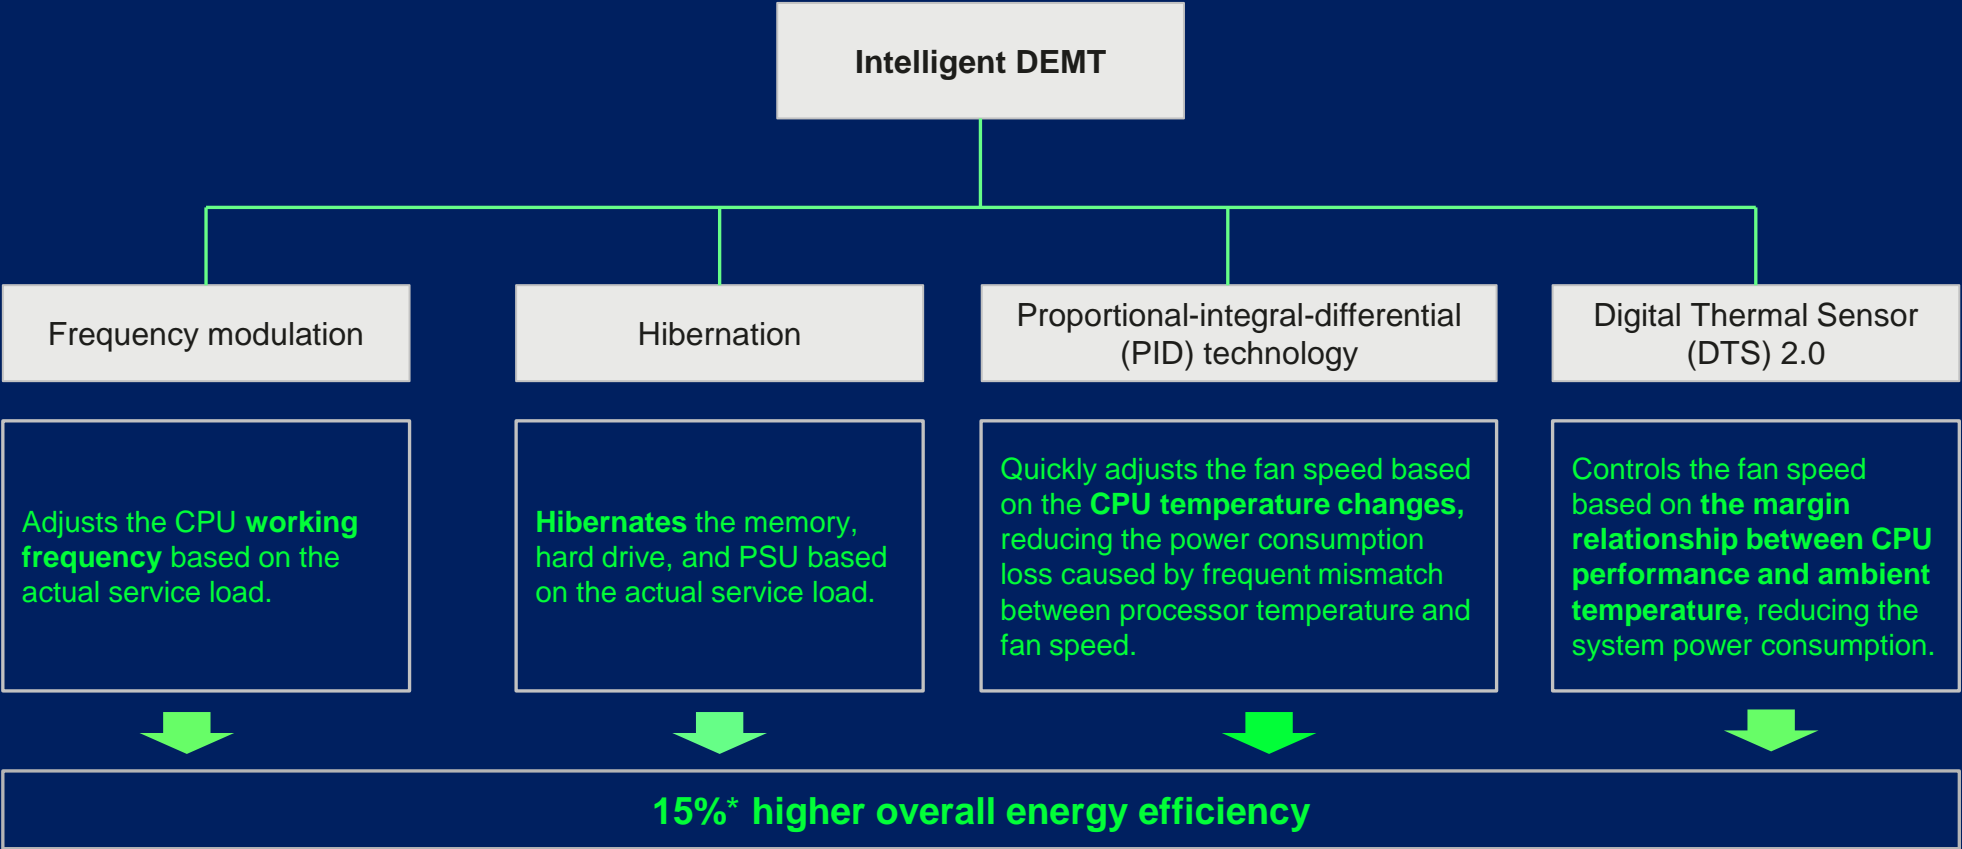 Intelligent DEMT
Frequency modulation
Hibernation
Proportional-integral-differential
(PID) technology
Digital Thermal Sensor
(DTS) 2.0
Adjusts the CPU working
frequency based on the
actual service load.
Hibernates the memory,
hard drive, and PSU based
on the actual service load.
Quickly adjusts the fan speed based
on the CPU temperature changes,
reducing the power consumption
loss caused by frequent mismatch
between processor temperature and
fan speed.
Controls the fan speed
based on the margin
relationship between CPU
performance and ambient
temperature, reducing the
system power consumption.
15%* higher overall energy efficiency